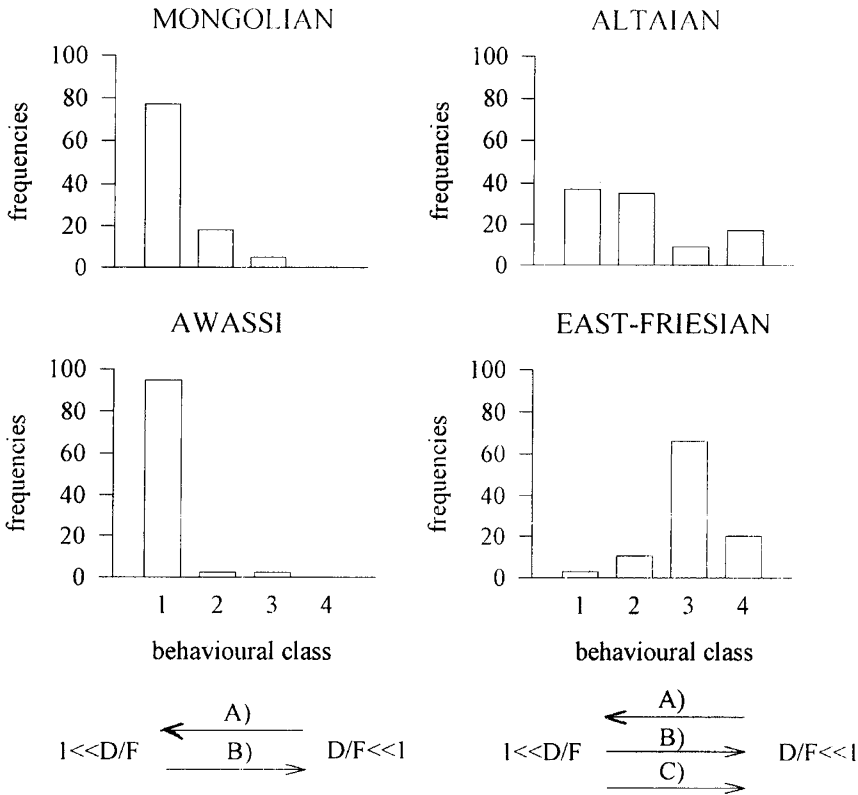 MONGOLIAN
100
80
60
40
20
0
frequencies
ALTAIAN
100
80
60
40
20
0
frequencies
AWASSI
100
80
60
40
20
0
frequencies
1 2 3 4
behavioural class
EAST-FRIESIAN
100
80
60
40
20
0
frequencies
1 2 3 4
behavioural class
A)
1<<D/F B) D/F<<1
A)
1<<D/F B) D/F<<1
C)